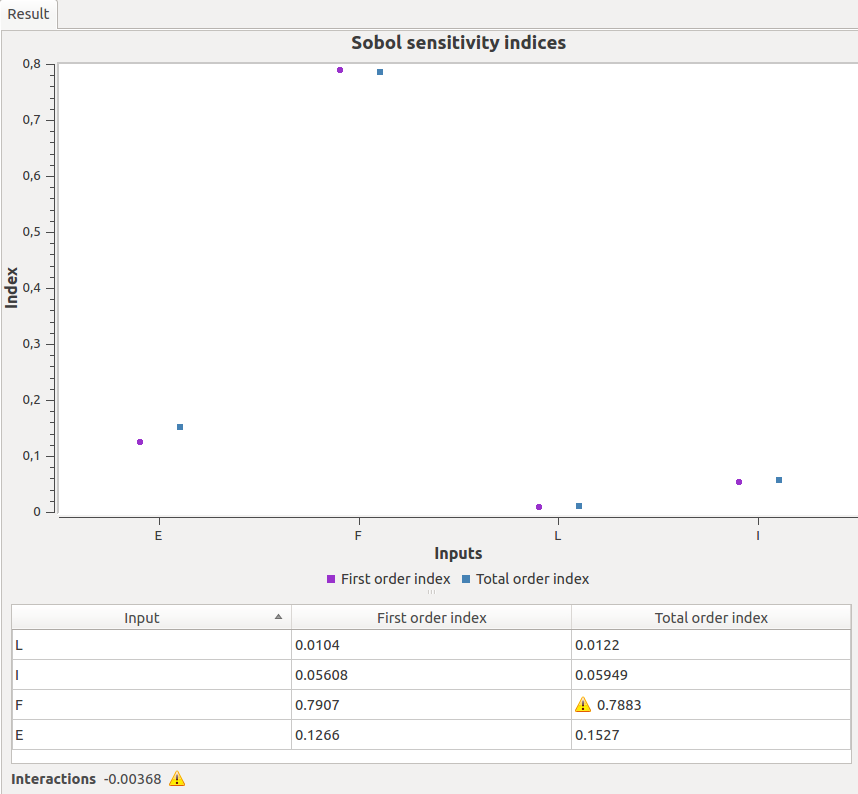 Result
Sobol sensitivity indices
0,8
0,7
0,6
0,5
0,4
0,3
0,2
0,1
0
Index
E F L I
Inputs
First order index Total order index
Input First order index Total order index
L 0.0104 0.0122
I 0.05608 0.05949
F 0.7907 0.7883
E 0.1266 0.1527
Interactions -0.00368